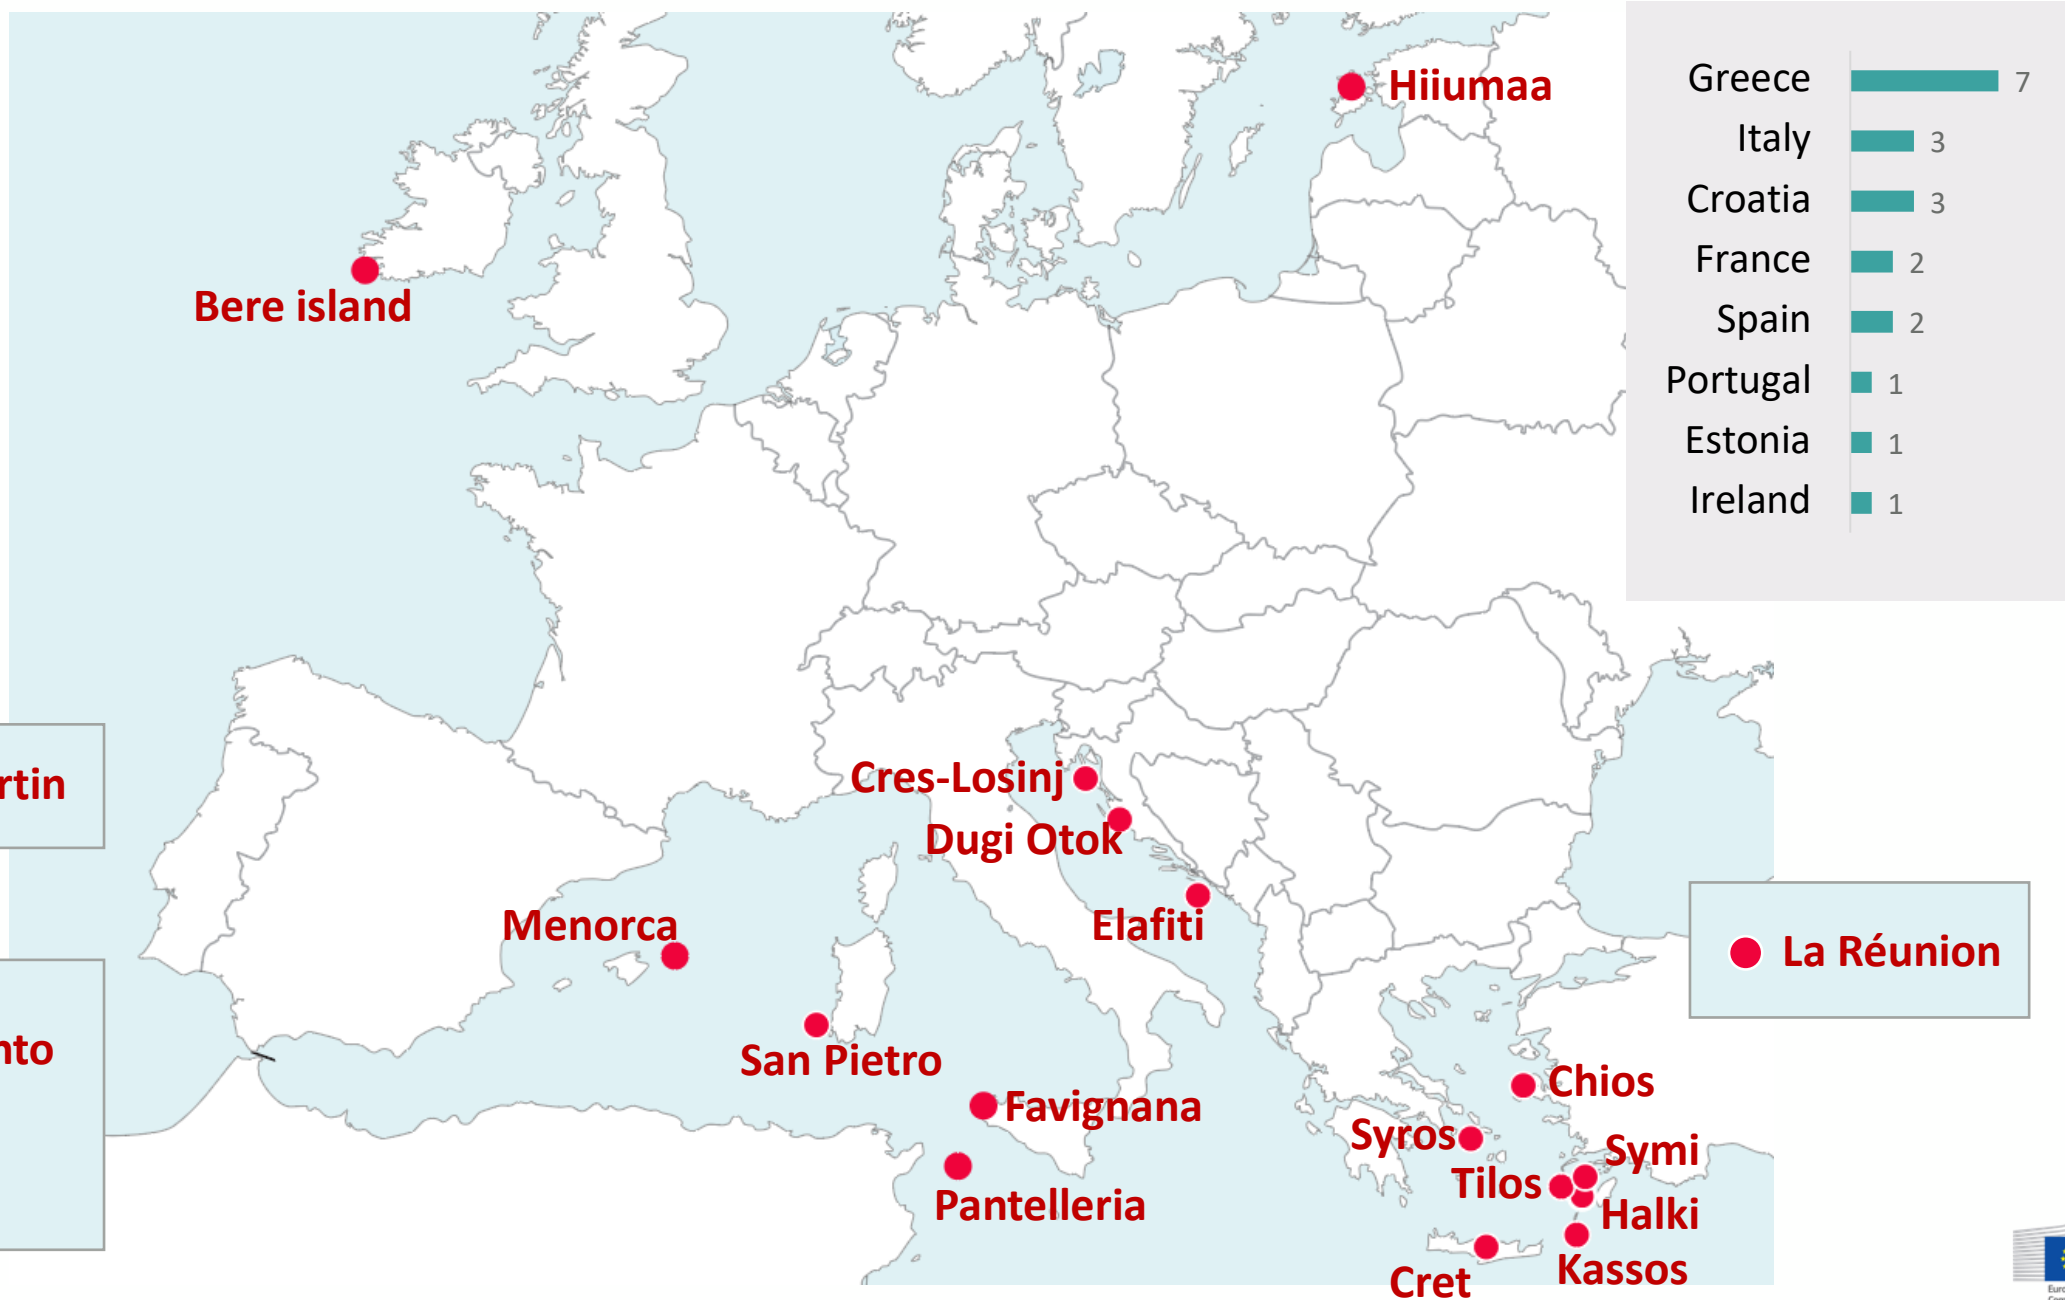 Hiiumaa
Bere island
Greece 7
Italy 3
Croatia 3
France 2
Spain 2
Portugal 1
Estonia 1
Ireland 1
rtin
Cres-Losinj
Dugi Otok
Elafiti
Menorca
La Réunion
nto
San Pietro
Favignana
Pantelleria
Chios
Syros
Symi
Tilos
Halki
Kassos
Cret